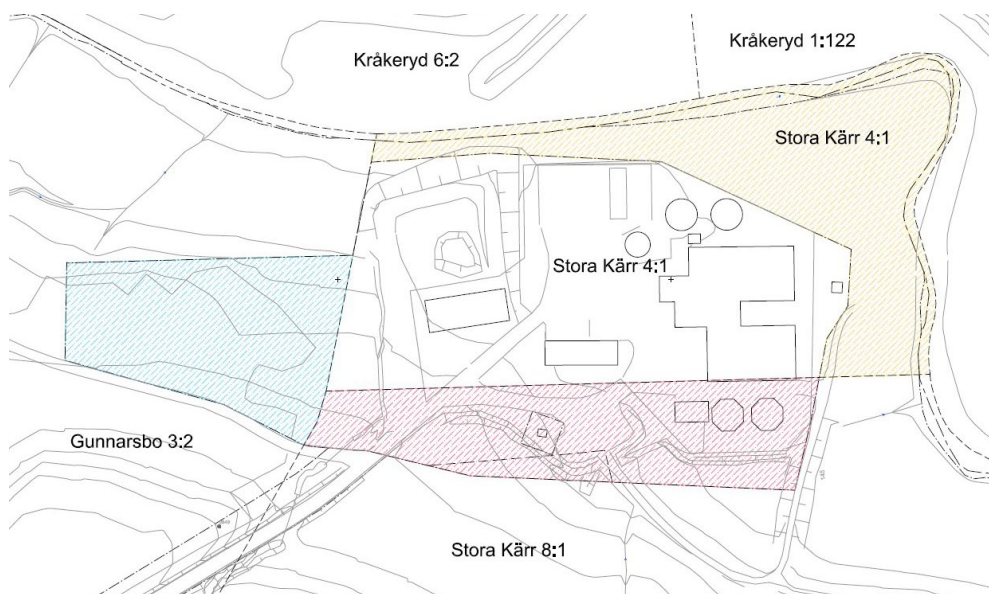 Kråkeryd 1:122
Kråkeryd 6:2
Stora Kärr 4:1
Stora Kärr 4:1
Gunnarsbo 3:2
Stora Kärr 8:1